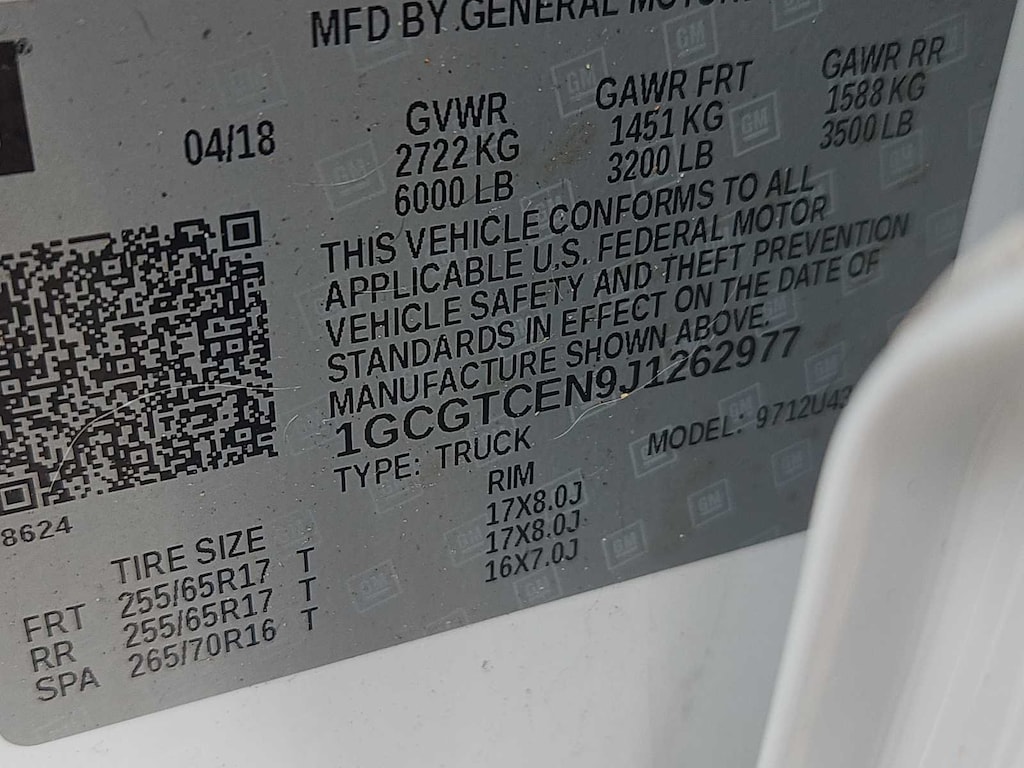 MFD BY GENERAL MOTORS
04/18
GVWR GAWR FRT GAWR RR
2722 KG 1451 KG 1588 KG
6000 LB 3200 LB 3500 LB
THIS VEHICLE CONFORMS TO ALL
APPLICABLE U.S. FEDERAL MOTOR
VEHICLE SAFETY AND THEFT PREVENTION
STANDARDS IN EFFECT ON THE DATE OF
MANUFACTURE SHOWN ABOVE.
1GCGTCEN9J1262977
TYPE: TRUCK MODEL: 9712U43
8624
TIRE SIZE RIM
FRT 255/65R17 T 17X8.0J
RR 255/65R17 T 17X8.0J
SPA 265/70R16 T 16X7.0J